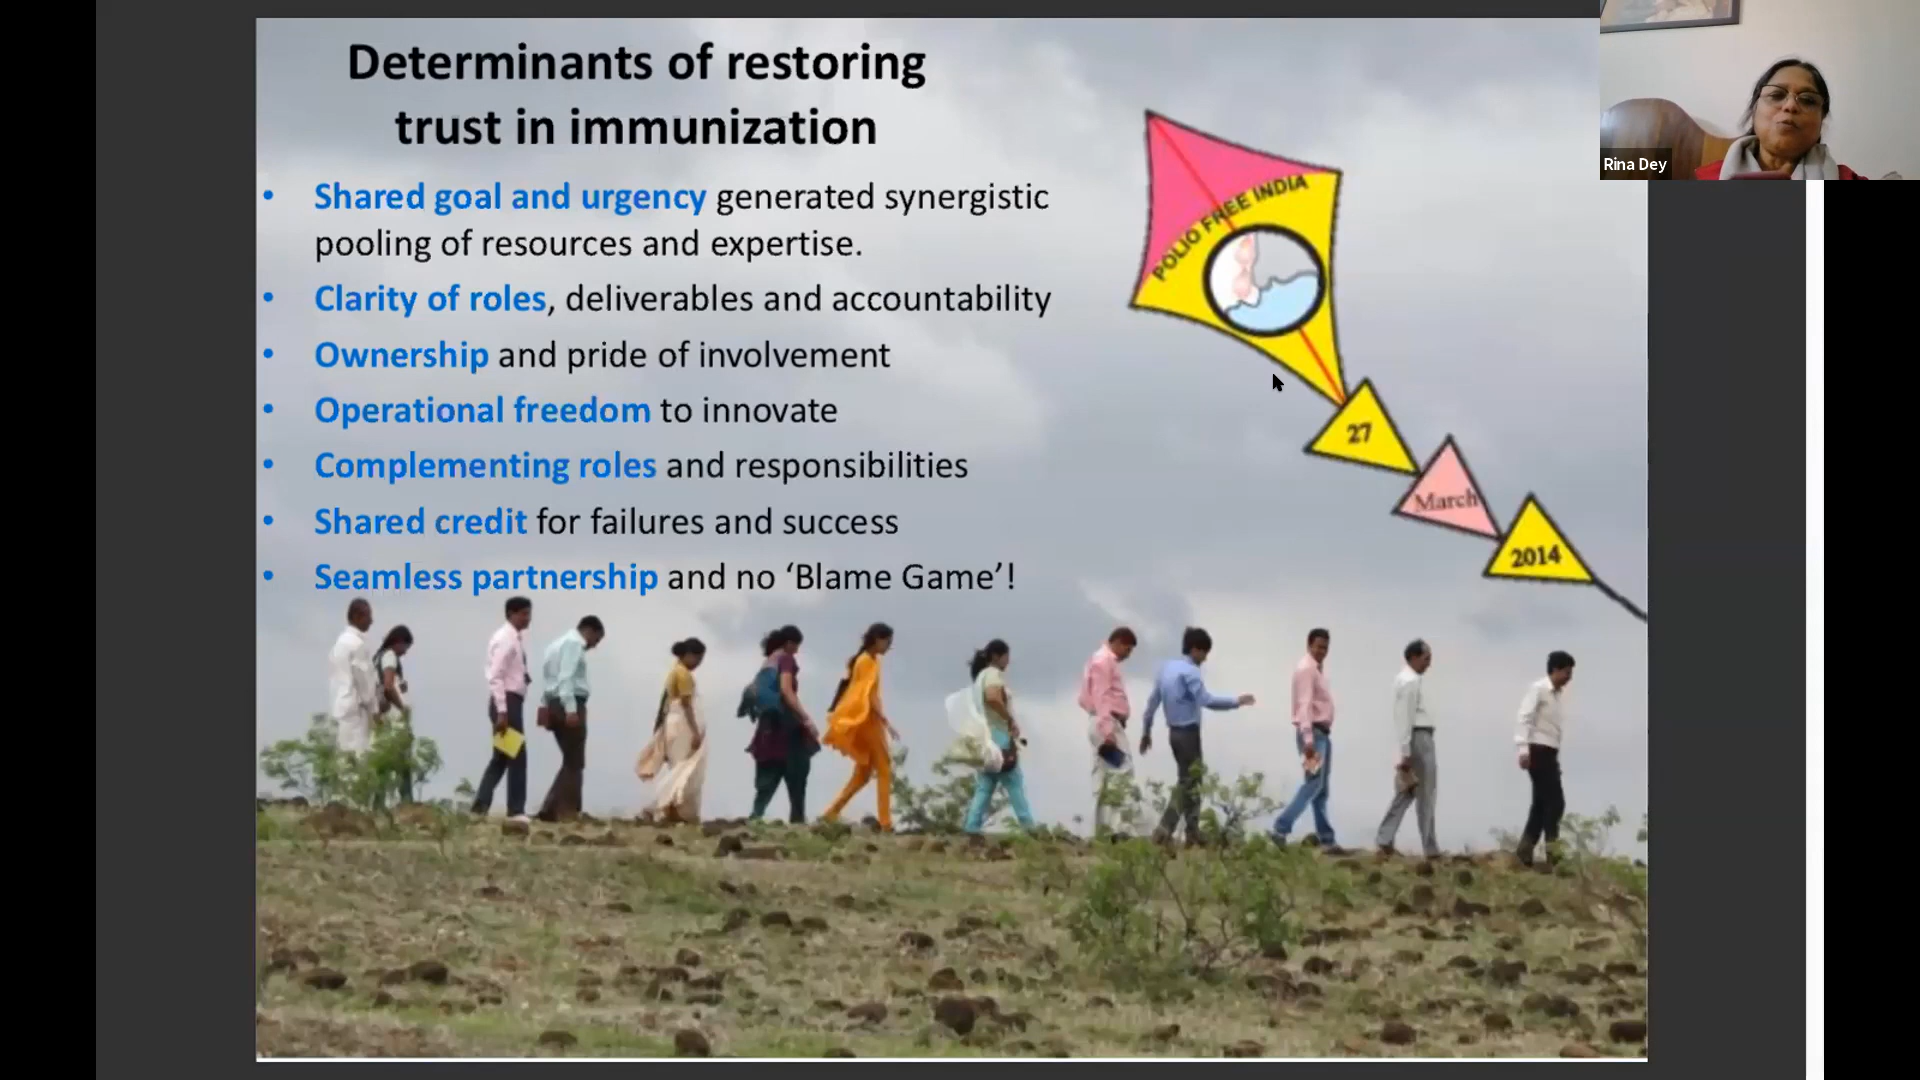 Determinants of restoring
trust in immunization
• Shared goal and urgency generated synergistic
pooling of resources and expertise.
• Clarity of roles, deliverables and accountability
• Ownership and pride of involvement
• Operational freedom to innovate
• Complementing roles and responsibilities
• Shared credit for failures and success
• Seamless partnership and no ‘Blame Game’!
POLIO FREE INDIA
27
March
2014
Rina Dey